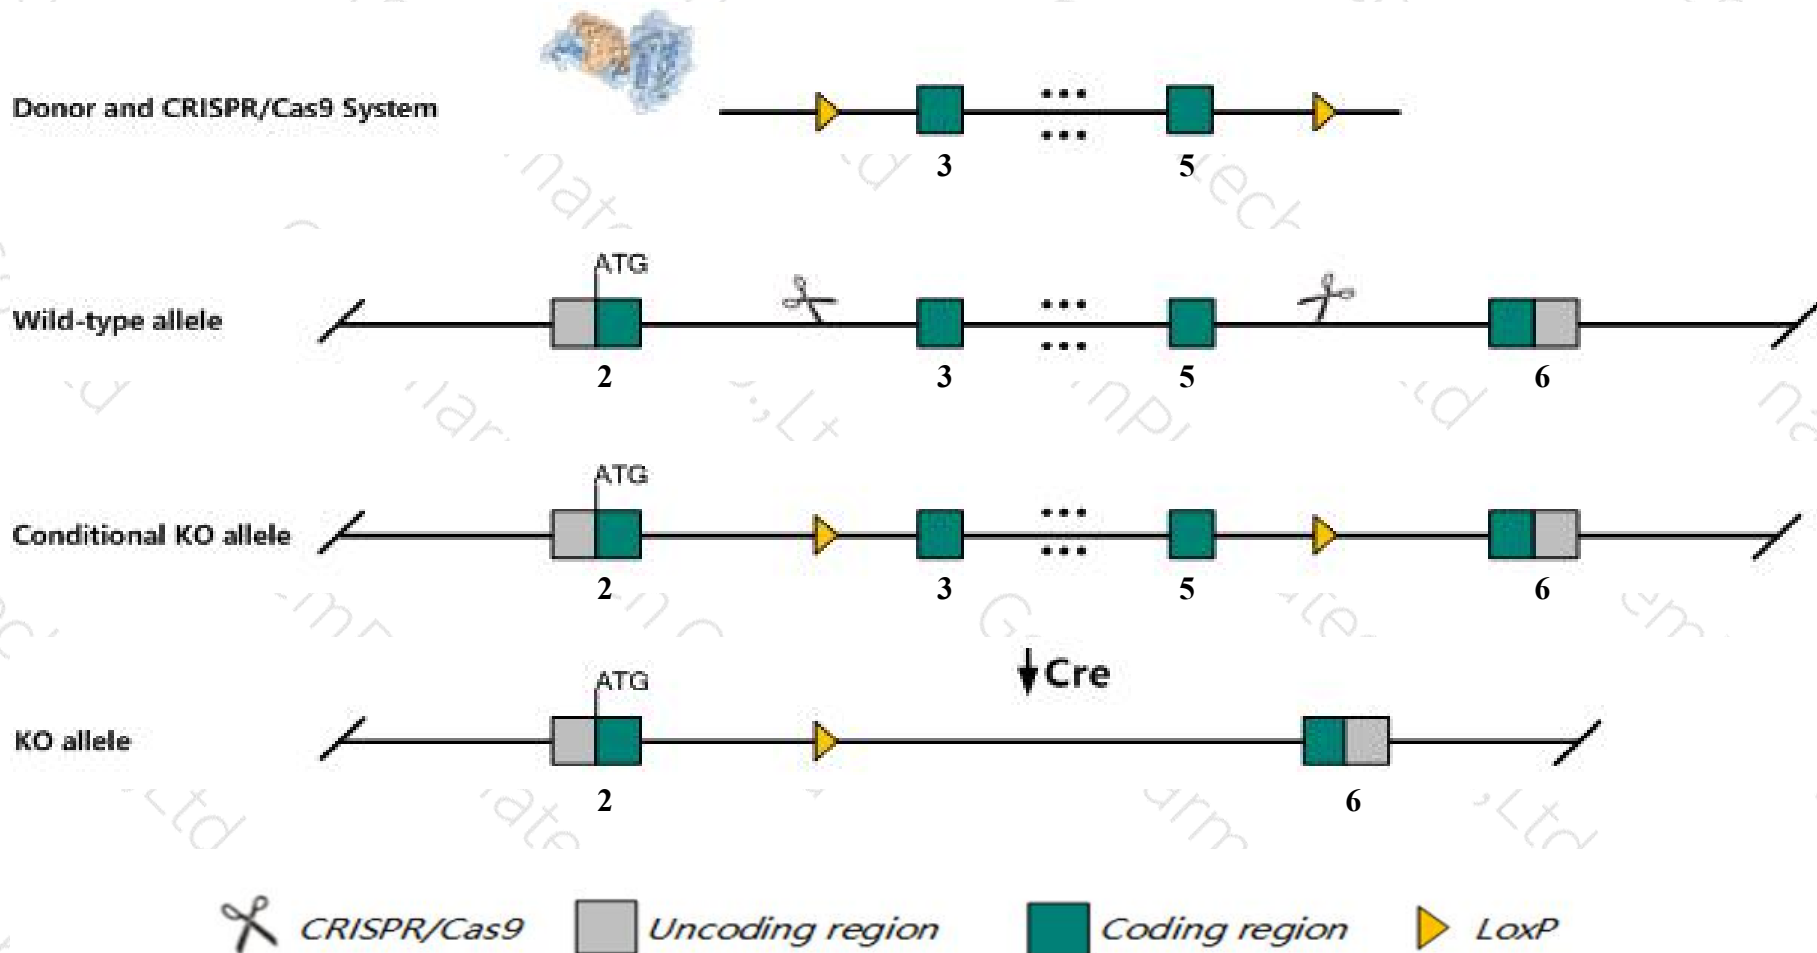 Donor and CRISPR/Cas9 System
3 5
ATG
Wild-type allele
2 3 5 6
ATG
Conditional KO allele
2 3 5 6
Cre
ATG
KO allele
2 6
CRISPR/Cas9 Uncoding region Coding region LoxP